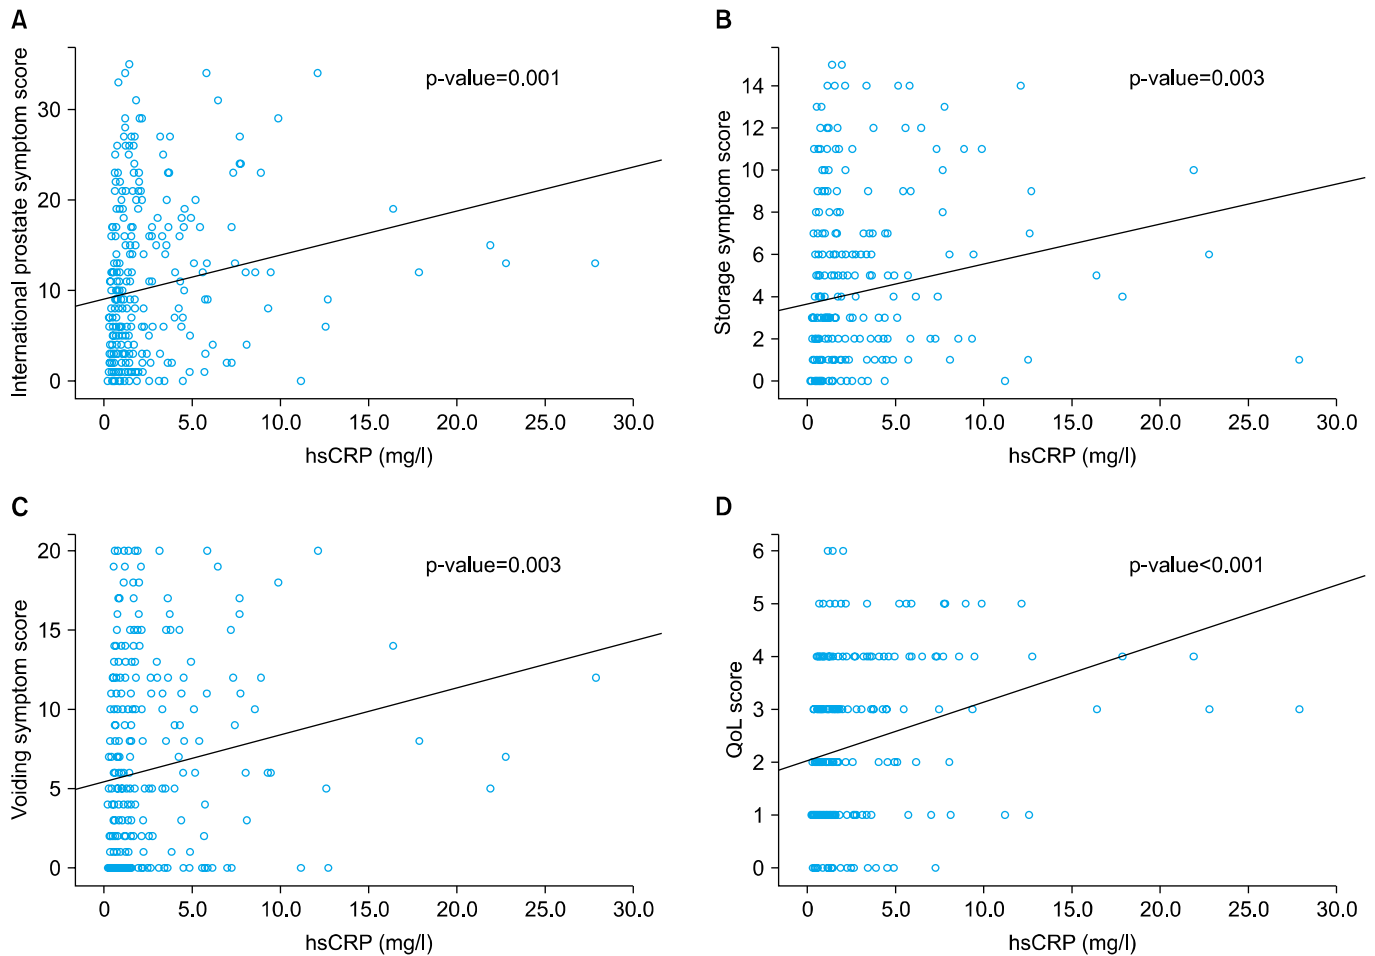 A
International prostate symptom score
30
20
10
0
p-value=0.001
0 5.0 10.0 15.0 20.0 25.0 30.0
hsCRP (mg/l)
B
Storage symptom score
14
12
10
8
6
4
2
0
p-value=0.003
0 5.0 10.0 15.0 20.0 25.0 30.0
hsCRP (mg/l)
C
Voiding symptom score
20
15
10
5
0
p-value=0.003
0 5.0 10.0 15.0 20.0 25.0 30.0
hsCRP (mg/l)
D
QoL score
6
5
4
3
2
1
0
p-value<0.001
0 5.0 10.0 15.0 20.0 25.0 30.0
hsCRP (mg/l)